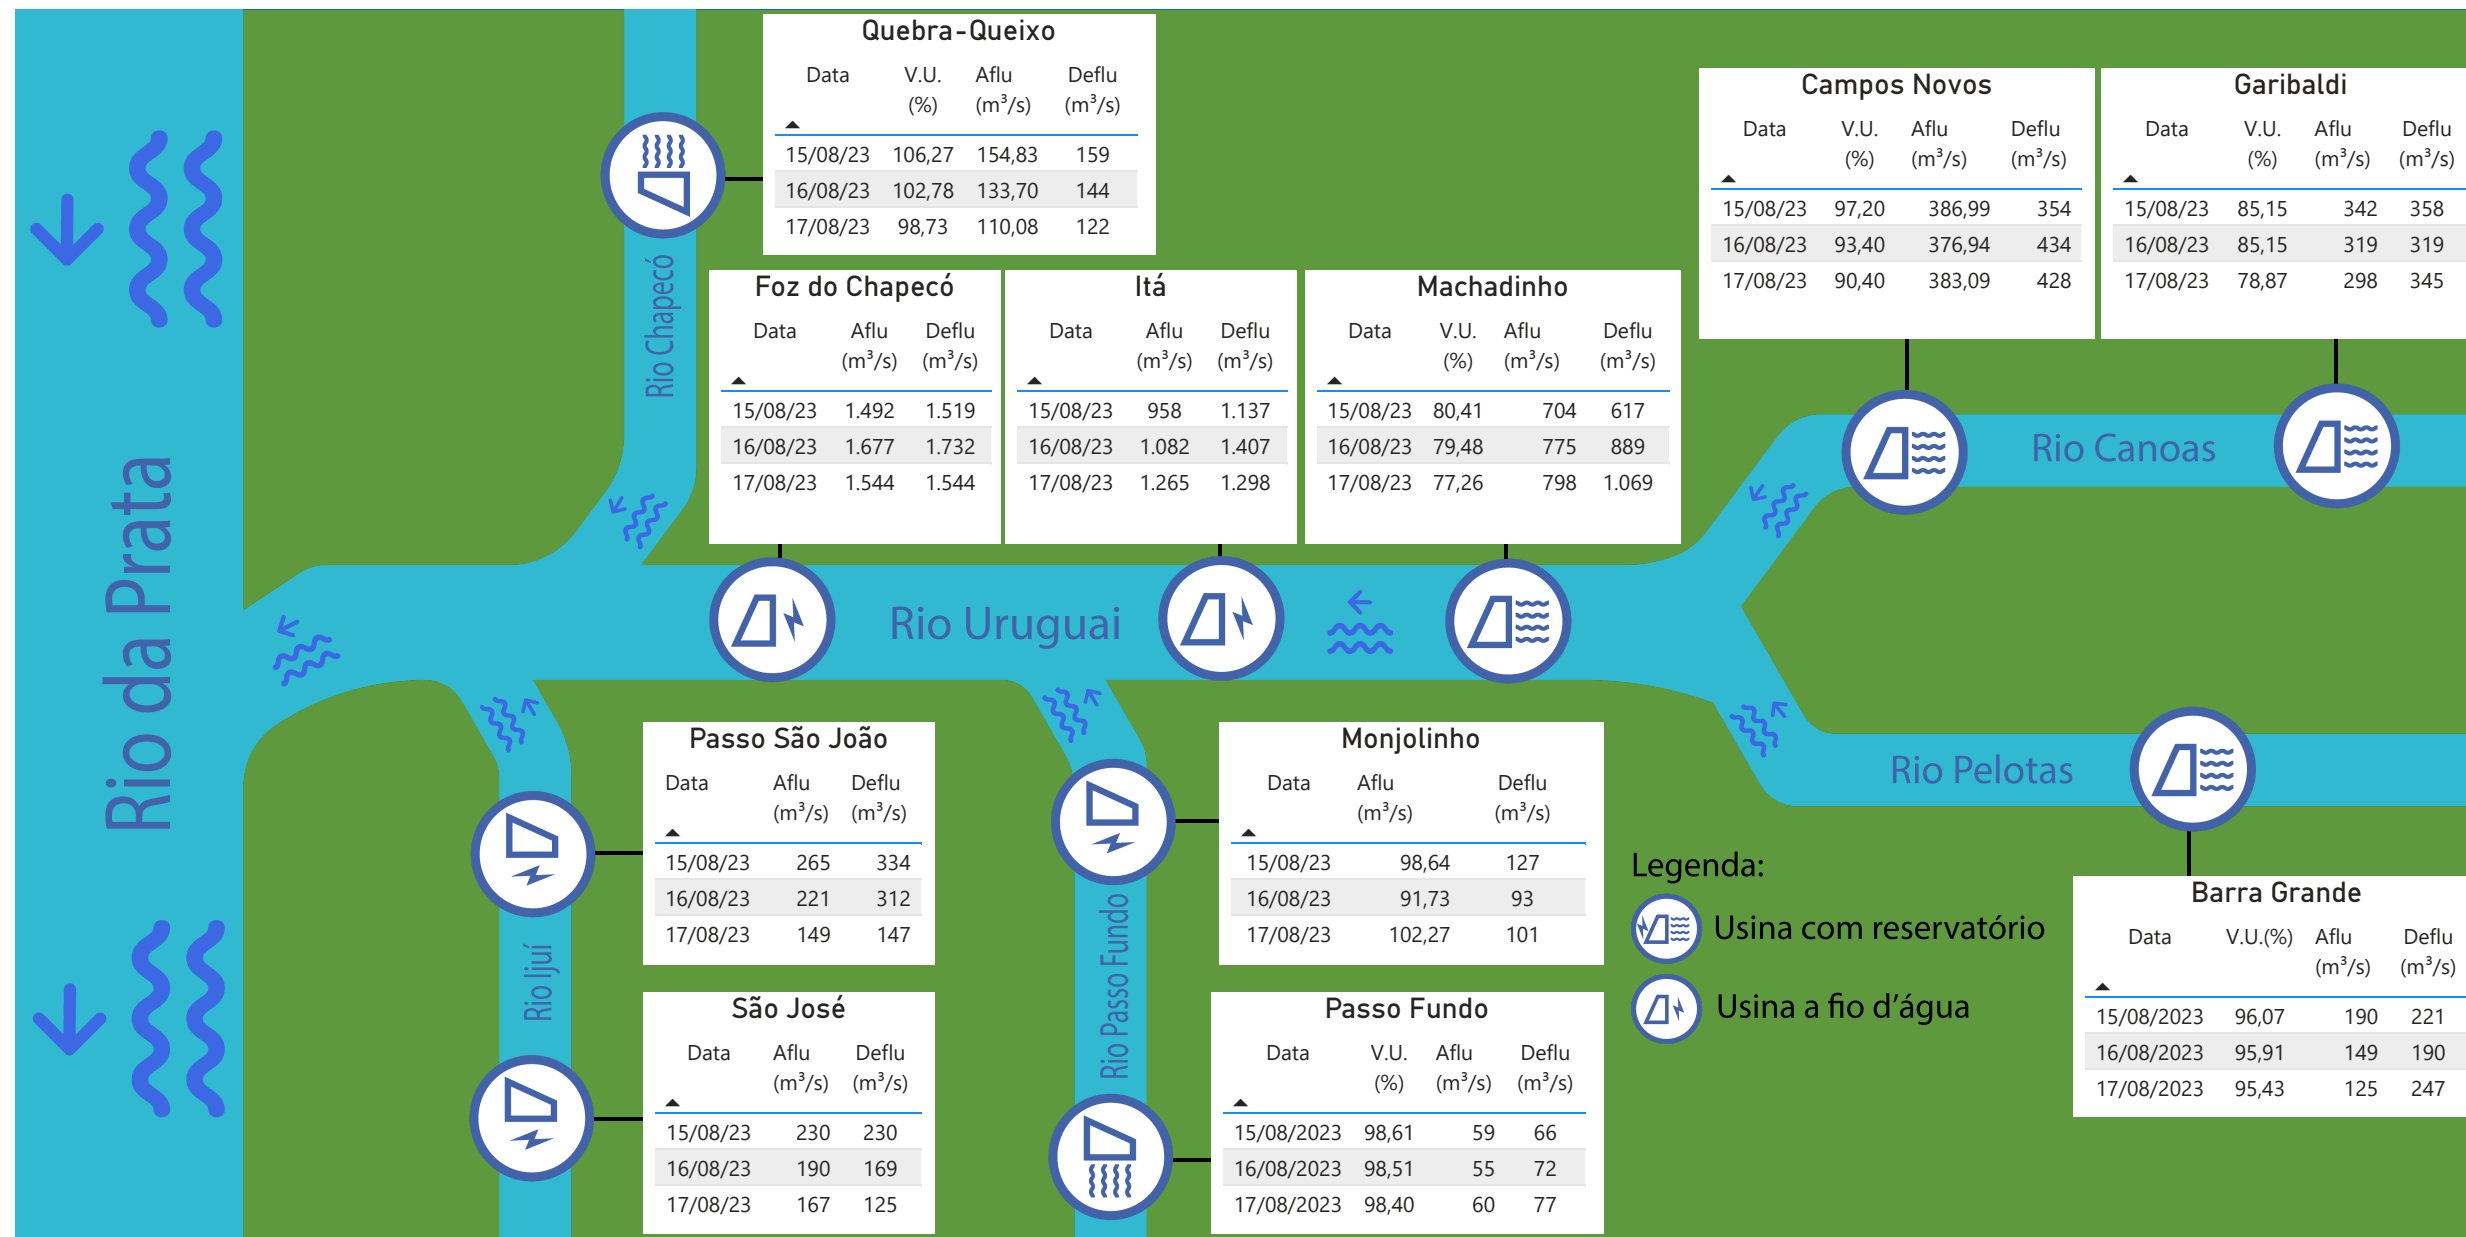 Quebra-Queixo
Data V.U. (%) Aflu (m³/s) Deflu (m³/s)
15/08/23 106,27 154,83 159
16/08/23 102,78 133,70 144
17/08/23 98,73 110,08 122
Campos Novos
Data V.U. (%) Aflu (m³/s) Deflu (m³/s)
15/08/23 97,20 386,99 354
16/08/23 93,40 376,94 434
17/08/23 90,40 383,09 428
Garibaldi
Data V.U. (%) Aflu (m³/s) Deflu (m³/s)
15/08/23 85,15 342 358
16/08/23 85,15 319 319
17/08/23 78,87 298 345
Rio Chapecó
Foz do Chapecó
Data Aflu (m³/s) Deflu (m³/s)
15/08/23 1.492 1.519
16/08/23 1.677 1.732
17/08/23 1.544 1.544
Itá
Data Aflu (m³/s) Deflu (m³/s)
15/08/23 958 1.137
16/08/23 1.082 1.407
17/08/23 1.265 1.298
Machadinho
Data V.U. (%) Aflu (m³/s) Deflu (m³/s)
15/08/23 80,41 704 617
16/08/23 79,48 775 889
17/08/23 77,26 798 1.069
Rio Canoas
Rio da Prata
Rio Uruguai
Rio Pelotas
Passo São João
Data Aflu (m³/s) Deflu (m³/s)
15/08/23 265 334
16/08/23 221 312
17/08/23 149 147
Monjolinho
Data Aflu (m³/s) Deflu (m³/s)
15/08/23 98,64 127
16/08/23 91,73 93
17/08/23 102,27 101
Legenda:
Usina com reservatório
Usina a fio d’água
Barra Grande
Data V.U.(%) Aflu (m³/s) Deflu (m³/s)
15/08/2023 96,07 190 221
16/08/2023 95,91 149 190
17/08/2023 95,43 125 247
Rio Ijuí
Rio Passo Fundo
São José
Data Aflu (m³/s) Deflu (m³/s)
15/08/23 230 230
16/08/23 190 169
17/08/23 167 125
Passo Fundo
Data V.U. (%) Aflu (m³/s) Deflu (m³/s)
15/08/2023 98,61 59 66
16/08/2023 98,51 55 72
17/08/2023 98,40 60 77